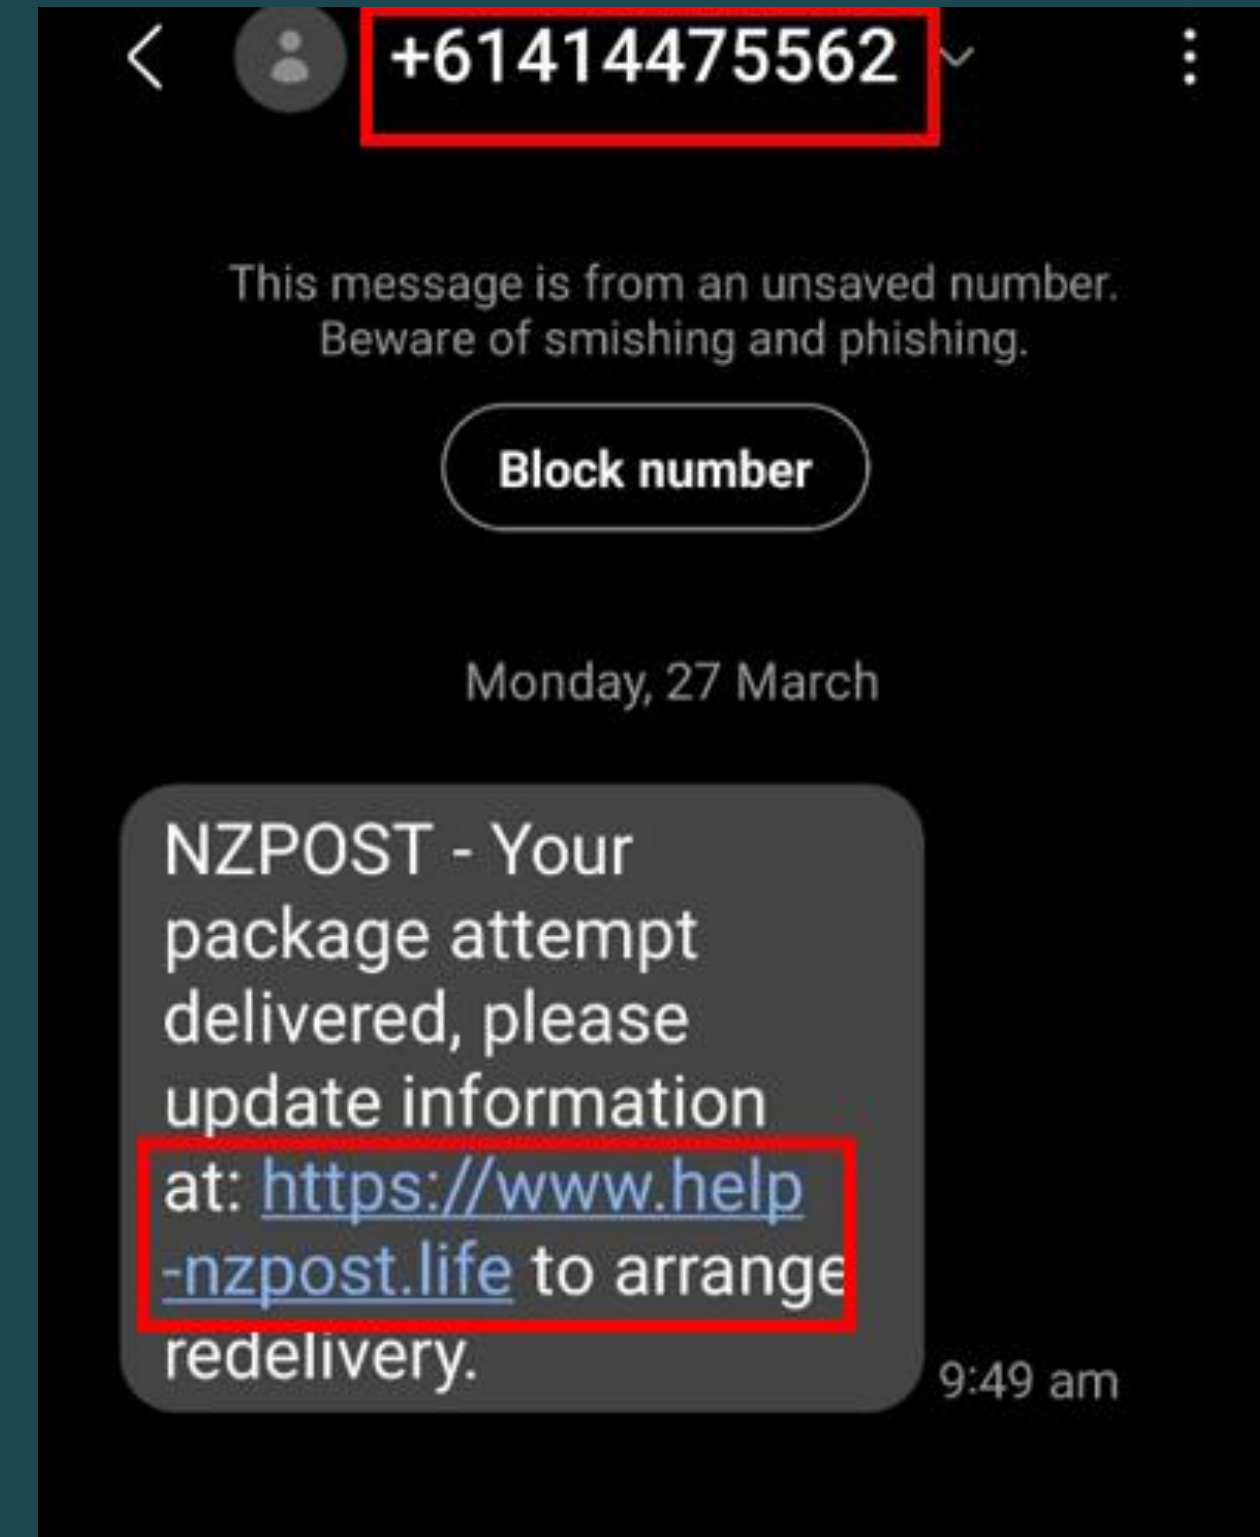 +61414475562
This message is from an unsaved number.
Beware of smishing and phishing.
Block number
Monday, 27 March
NZPOST - Your
package attempt
delivered, please
update information
at: https://www.help
-nzpost.life to arrange
redelivery.
9:49 am